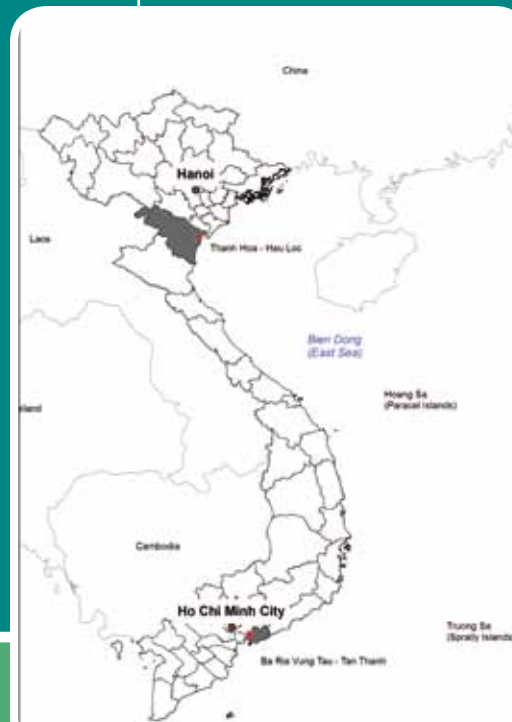 China
Hanoi
Laos
Thanh Hoa - Hau Loc
Bien Dong
(East Sea)
Hoang Sa
(Paracel Islands)
eland
Cambodia
Ho Chi Minh City
Truong Sa
(Spratly Islands
Ba Ria Vung Tau - Tan Thanh